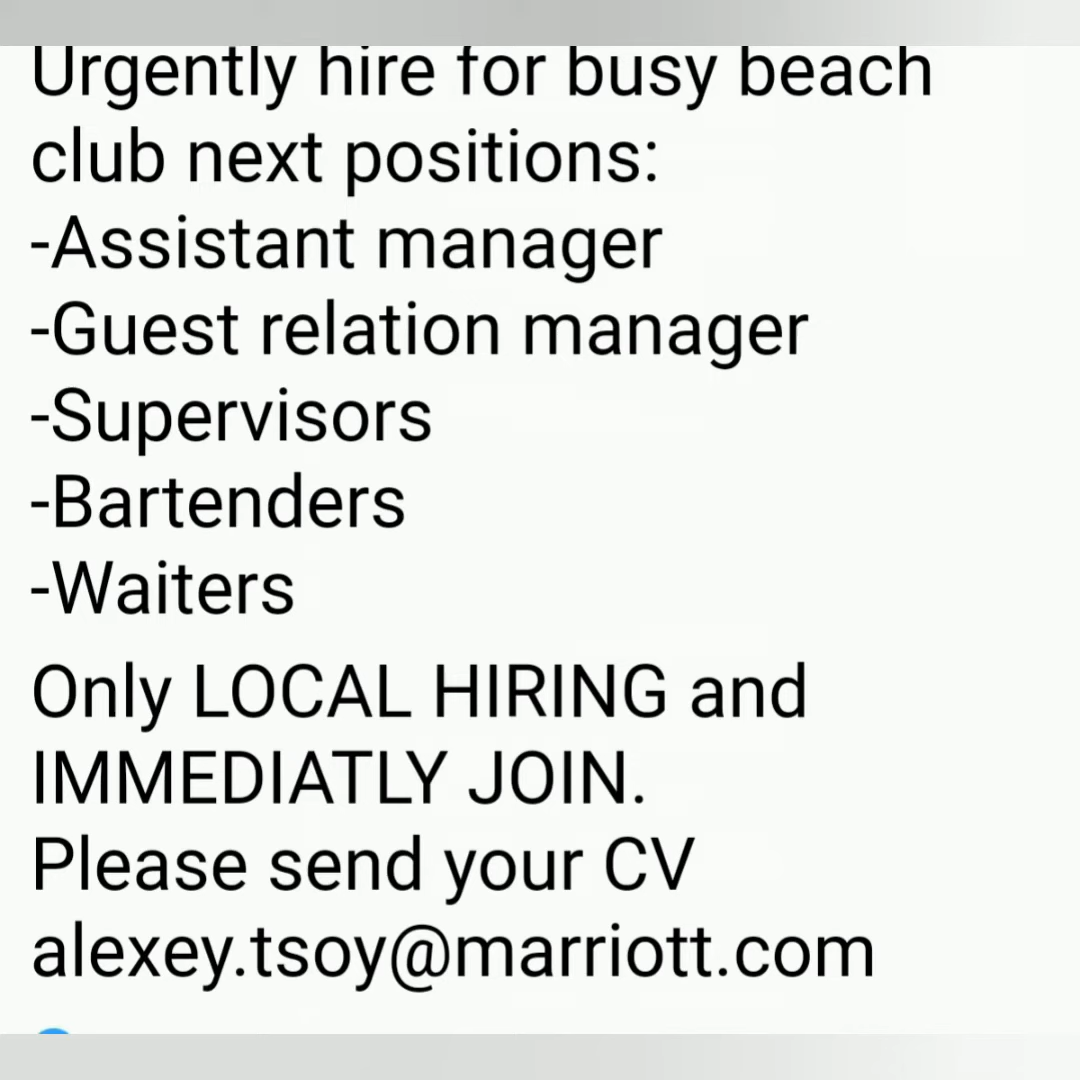 Urgently hire for busy beach
club next positions:
-Assistant manager
-Guest relation manager
-Supervisors
-Bartenders
-Waiters
Only LOCAL HIRING and
IMMEDIATLY JOIN.
Please send your CV
alexey.tsoy@marriott.com